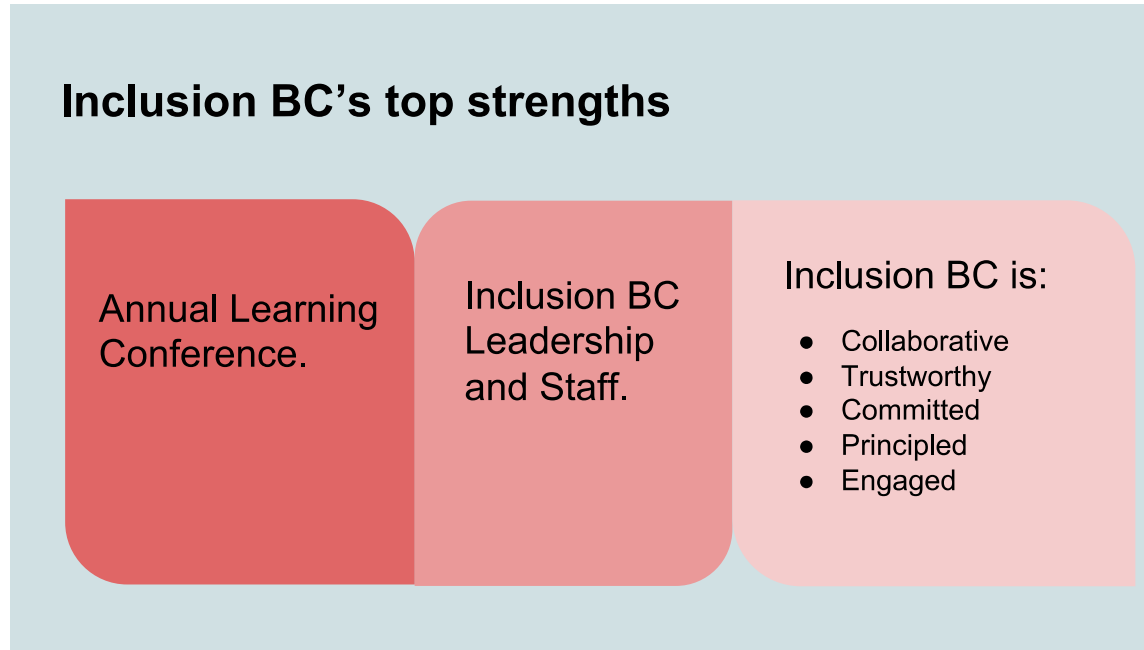 Inclusion BC’s top strengths
Annual Learning
Conference.
Inclusion BC
Leadership
and Staff.
Inclusion BC is:
● Collaborative
● Trustworthy
● Committed
● Principled
● Engaged